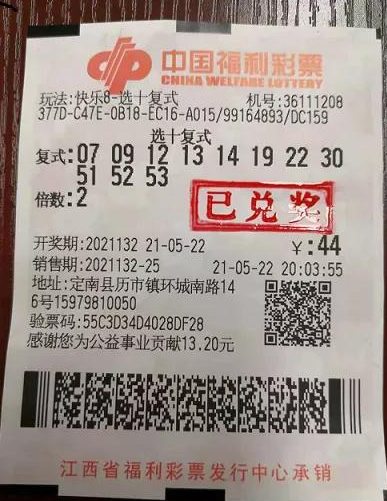 中国福利彩票
CHINA WELFARE LOTTERY
玩法:快乐8-选十复式 机号:36111208
377D-C47E-0B18-EC16-A015/99164893/DC159
选十复式
复式:07 09 12 13 14 19 22 30
51 52 53
倍数:2
已兑奖
开奖期:2021132 21-05-22 ¥:44
销售期:2021132-25 21-05-22 20:03:55
地址:定南县历市镇环城南路14
6号15979810050
验票码:55C3D34D4028DF28
感谢您为公益事业贡献13.20元
江西省福利彩票发行中心承销